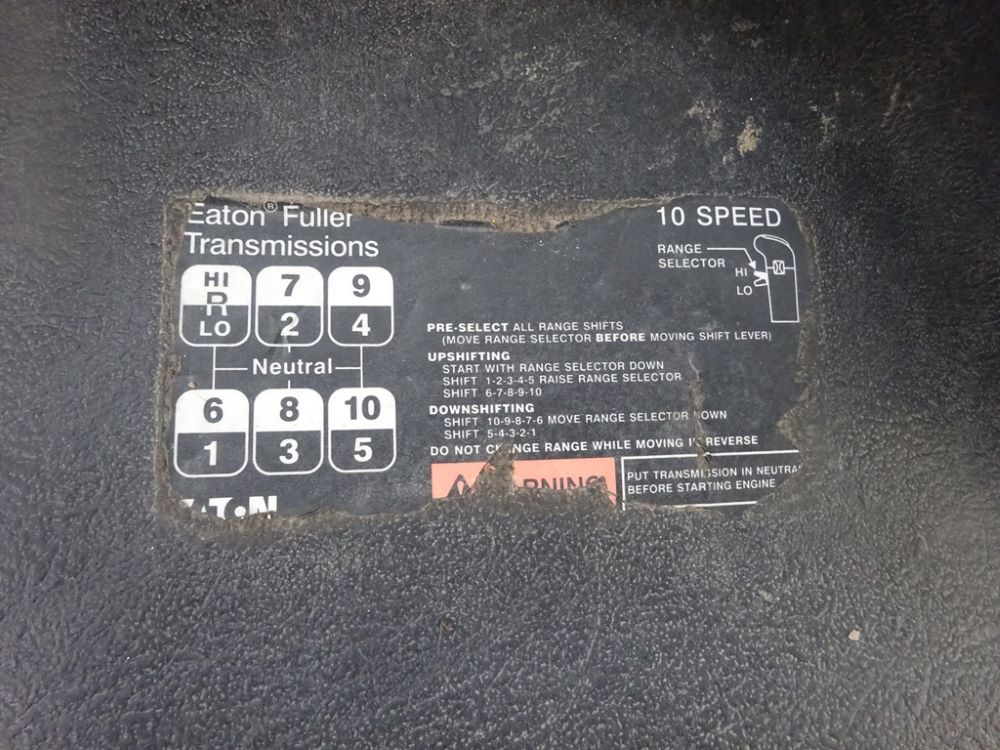 Eaton® Fuller
Transmissions
HI
R
LO
7
2
9
4
Neutral
6
1
8
3
10
5
EATON
10 SPEED
RANGE
SELECTOR
HI
LO
PRE-SELECT ALL RANGE SHIFTS
(MOVE RANGE SELECTOR BEFORE MOVING SHIFT LEVER)
UPSHIFTING
START WITH RANGE SELECTOR DOWN
SHIFT 1-2-3-4-5 RAISE RANGE SELECTOR
SHIFT 6-7-8-9-10
DOWNSHIFTING
SHIFT 10-9-8-7-6 MOVE RANGE SELECTOR DOWN
SHIFT 5-4-3-2-1
DO NOT CHANGE RANGE WHILE MOVING IN REVERSE
WARNING
PUT TRANSMISSION IN NEUTRAL
BEFORE STARTING ENGINE